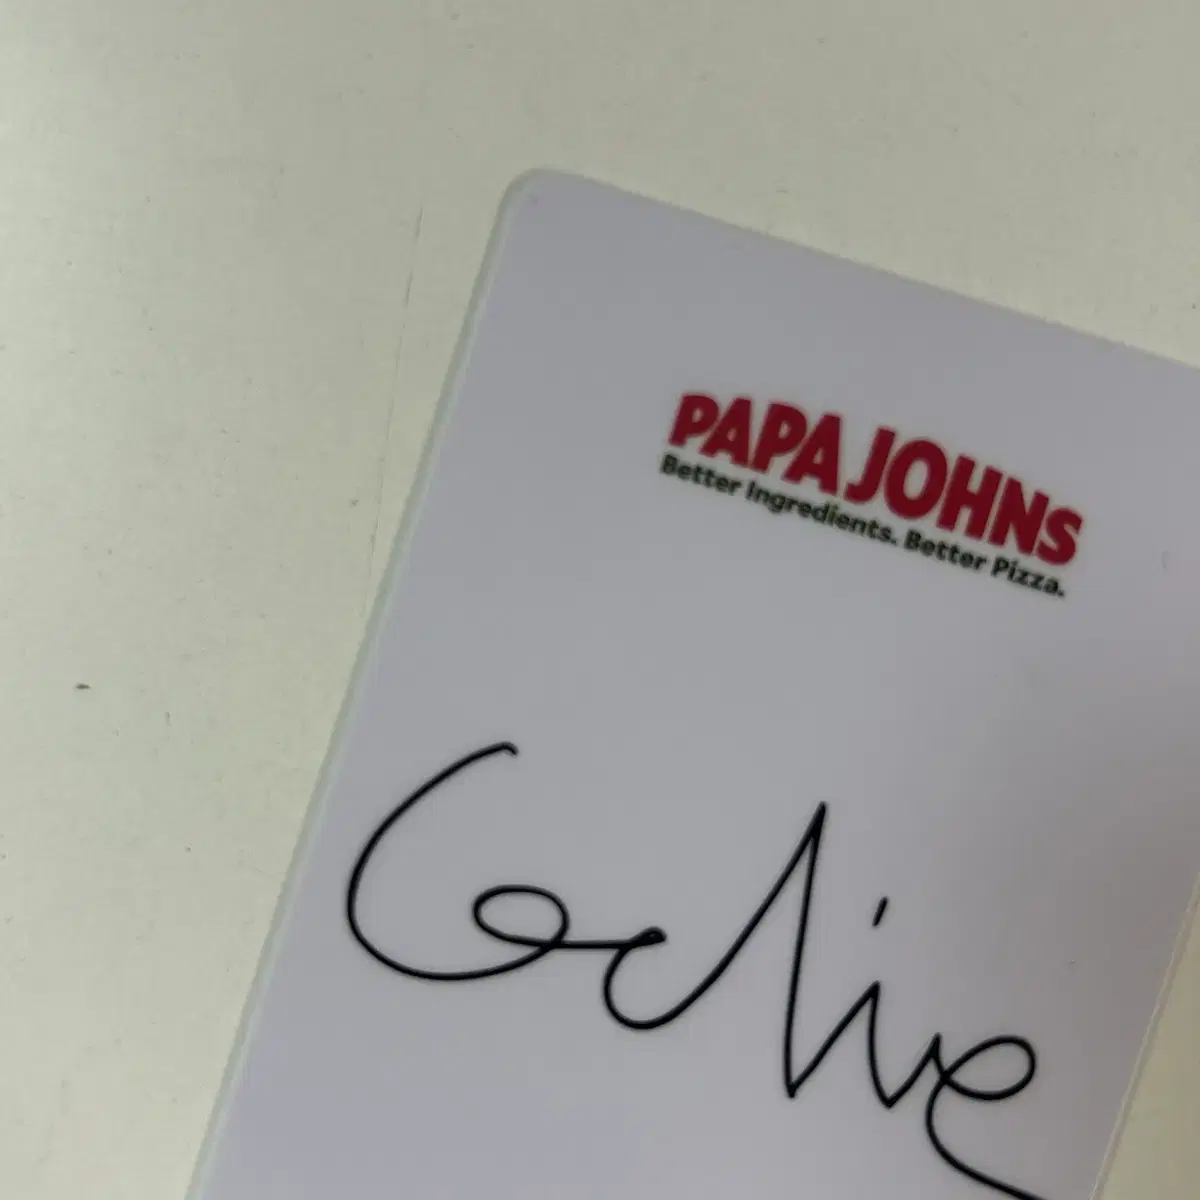 PAPA JOHNS
Better Ingredients. Better Pizza.